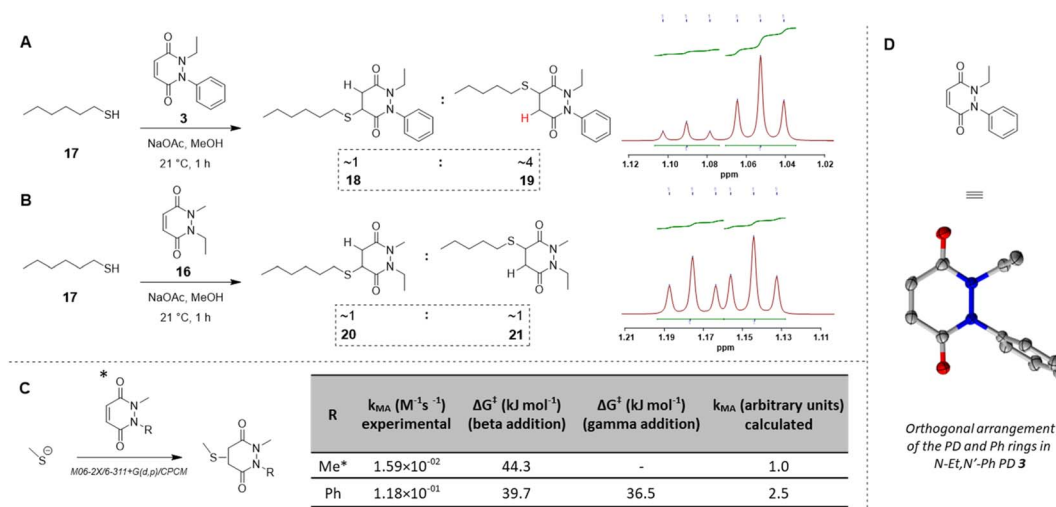 A
O
N
N
O
3
SH
17
NaOAc, MeOH
21 °C, 1 h
H
O
S
N
N
O
:
S
O
N
N
H
O
~1 : ~4
18 19
1.12 1.10 1.08 1.06 1.04 1.02
ppm
B
O
N
N
O
16
SH
17
NaOAc, MeOH
21 °C, 1 h
H
O
S
N
N
O
:
S
O
N
N
H
O
~1 : ~1
20 21
1.21 1.19 1.17 1.15 1.13 1.11
ppm
C
S
⊖
*
O
N
N
R
O
M06-2X/6-311+G(d,p)/CPCM
S
O
N
N
R
O
R
kMA (M-1s -1) experimental
ΔG‡ (kJ mol-1) (beta addition)
ΔG‡ (kJ mol-1) (gamma addition)
kMA (arbitrary units) calculated
Me* 1.59×10-02 44.3 - 1.0
Ph 1.18×10-01 39.7 36.5 2.5
D
O
N
N
O
Orthogonal arrangement
of the PD and Ph rings in
N-Et,N’-Ph PD 3